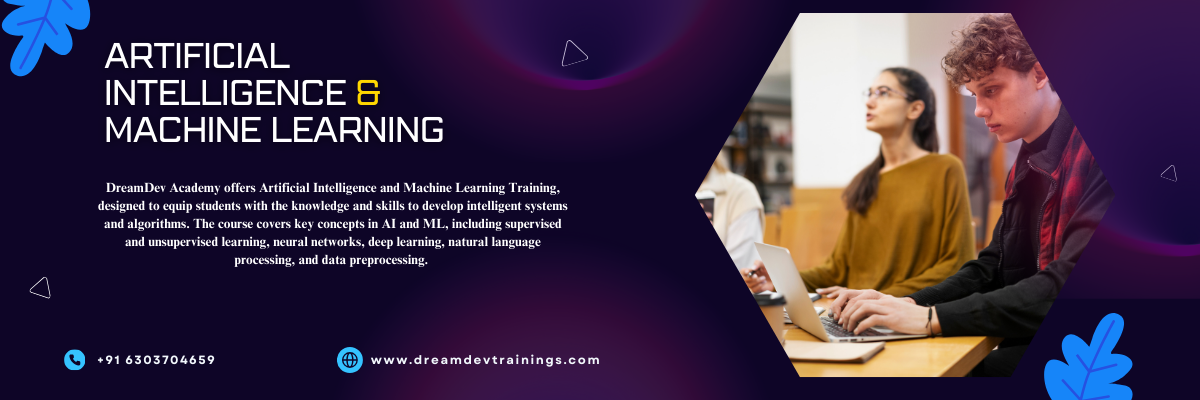 ARTIFICIAL
INTELLIGENCE &
MACHINE LEARNING
DreamDev Academy offers Artificial Intelligence and Machine Learning Training,
designed to equip students with the knowledge and skills to develop intelligent systems
and algorithms. The course covers key concepts in AI and ML, including supervised
and unsupervised learning, neural networks, deep learning, natural language
processing, and data preprocessing.
+91 6303704659
www.dreamdevtrainings.com